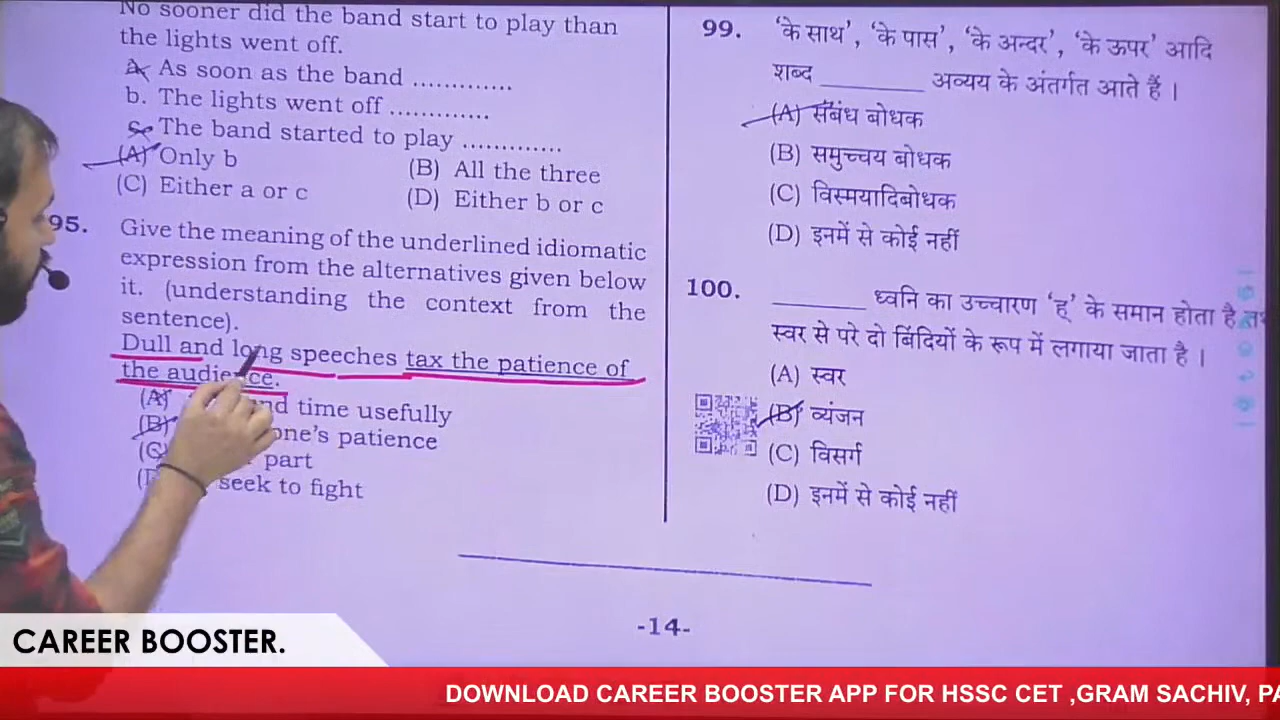 No sooner did the band start to play than
the lights went off.
a. As soon as the band .............
b. The lights went off .............
c. The band started to play .............
(A) Only b (B) All the three
(C) Either a or c (D) Either b or c
95. Give the meaning of the underlined idiomatic
expression from the alternatives given below
it. (understanding the context from the
sentence).
Dull and long speeches tax the patience of
the audience.
(A) time usefully
(B) one's patience
(C) part
seek to fight
-14-
99. 'के साथ', 'के पास', 'के अन्दर', 'के ऊपर' आदि
शब्द ________ अव्यय के अंतर्गत आते हैं ।
(A) संबंध बोधक
(B) समुच्चय बोधक
(C) विस्मयादिबोधक
(D) इनमें से कोई नहीं
100. ________ ध्वनि का उच्चारण 'ह्' के समान होता है
स्वर से परे दो बिंदियों के रूप में लगाया जाता है ।
(A) स्वर
(B) व्यंजन
(C) विसर्ग
(D) इनमें से कोई नहीं
CAREER BOOSTER.
DOWNLOAD CAREER BOOSTER APP FOR HSSC CET ,GRAM SACHIV, PA